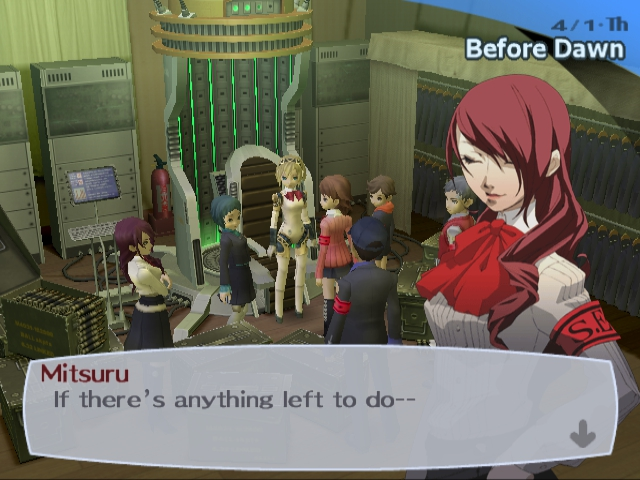 4/1·Th
Before Dawn
S.E
Mitsuru
If there's anything left to do--